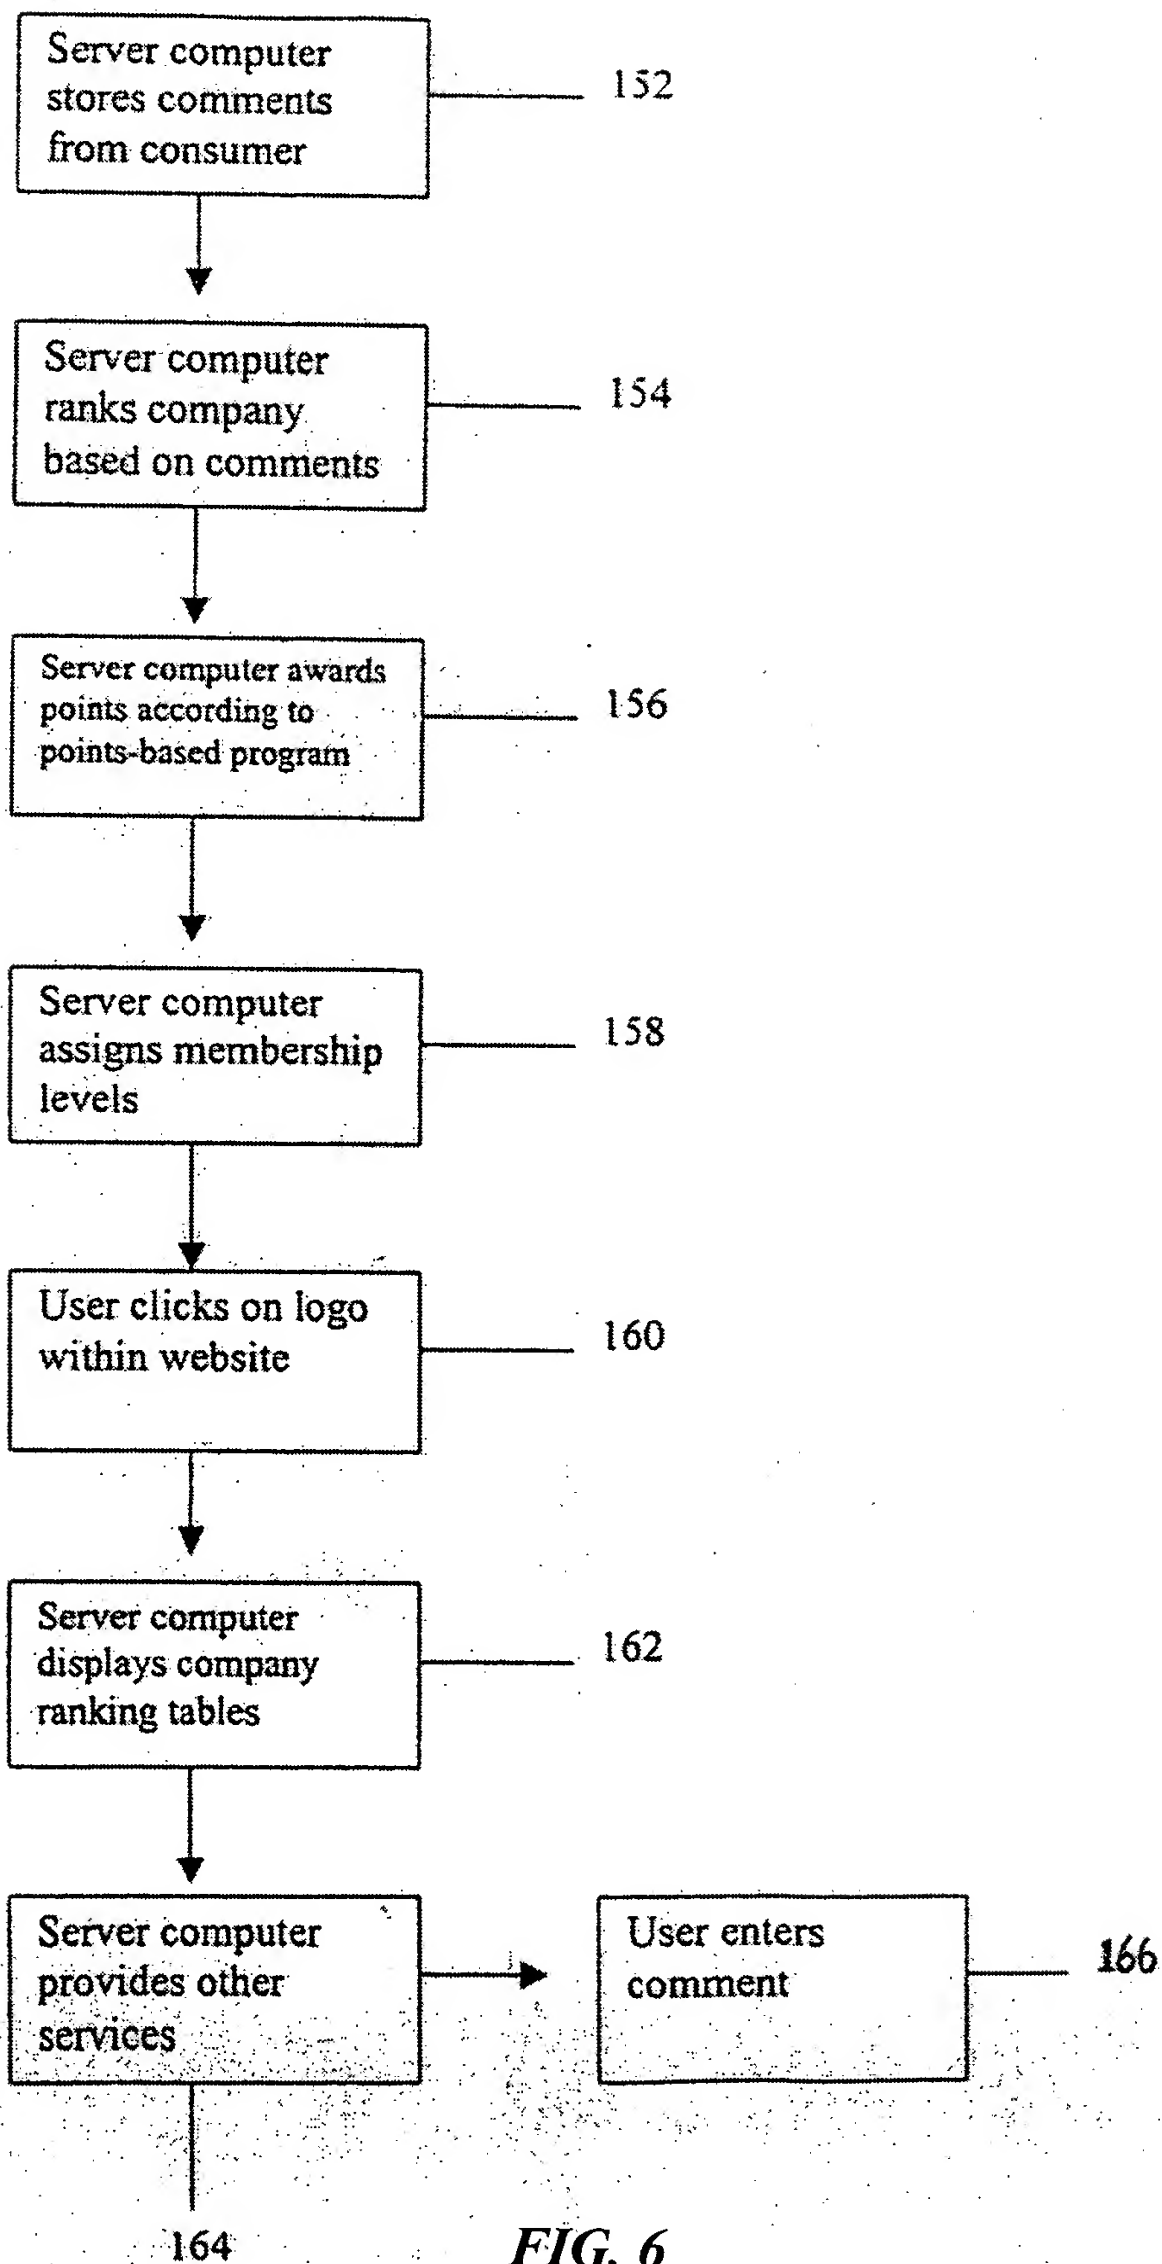 Server computer
stores comments
from consumer
152
Server computer
ranks company
based on comments
154
Server computer awards
points according to
points-based program
156
Server computer
assigns membership
levels
158
User clicks on logo
within website
160
Server computer
displays company
ranking tables
162
Server computer
provides other
services
User enters
comment
166
164
FIG. 6